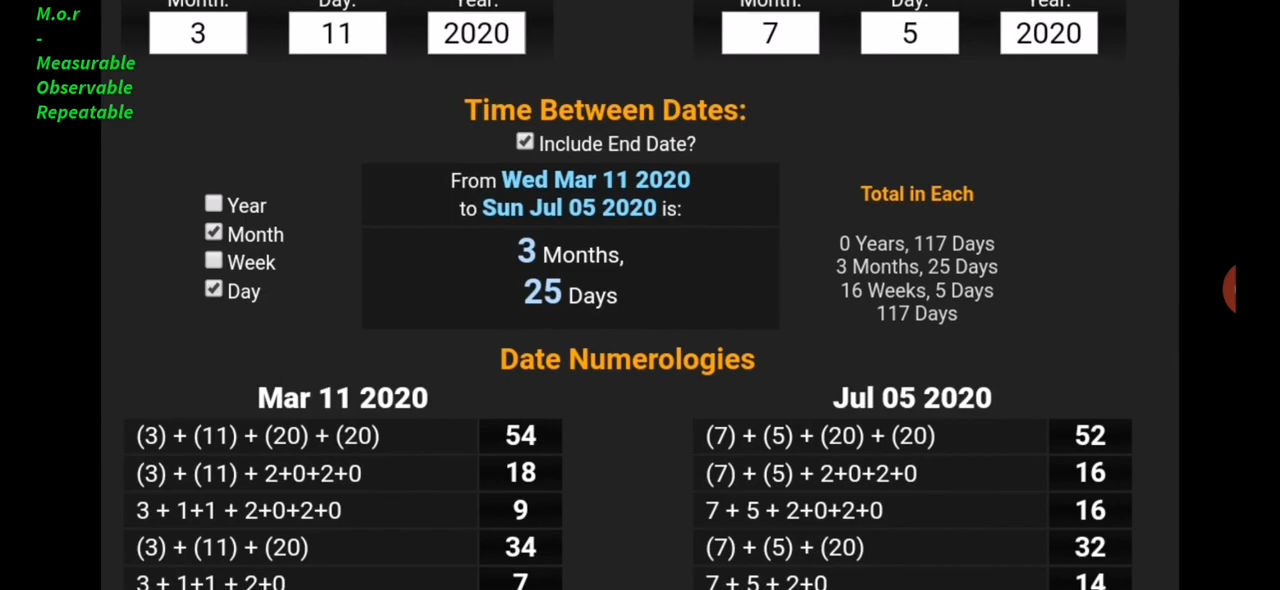 M.o.r
-
Measurable
Observable
Repeatable
Month: Day: Year:
3 11 2020
Month: Day: Year:
7 5 2020
Time Between Dates:
Include End Date?
Year
Month
Week
Day
From Wed Mar 11 2020
to Sun Jul 05 2020 is:
3 Months,
25 Days
Total in Each
0 Years, 117 Days
3 Months, 25 Days
16 Weeks, 5 Days
117 Days
Date Numerologies
Mar 11 2020
(3) + (11) + (20) + (20) 54
(3) + (11) + 2+0+2+0 18
3 + 1+1 + 2+0+2+0 9
(3) + (11) + (20) 34
3 + 1+1 + 2+0 7
Jul 05 2020
(7) + (5) + (20) + (20) 52
(7) + (5) + 2+0+2+0 16
7 + 5 + 2+0+2+0 16
(7) + (5) + (20) 32
7 + 5 + 2+0 14